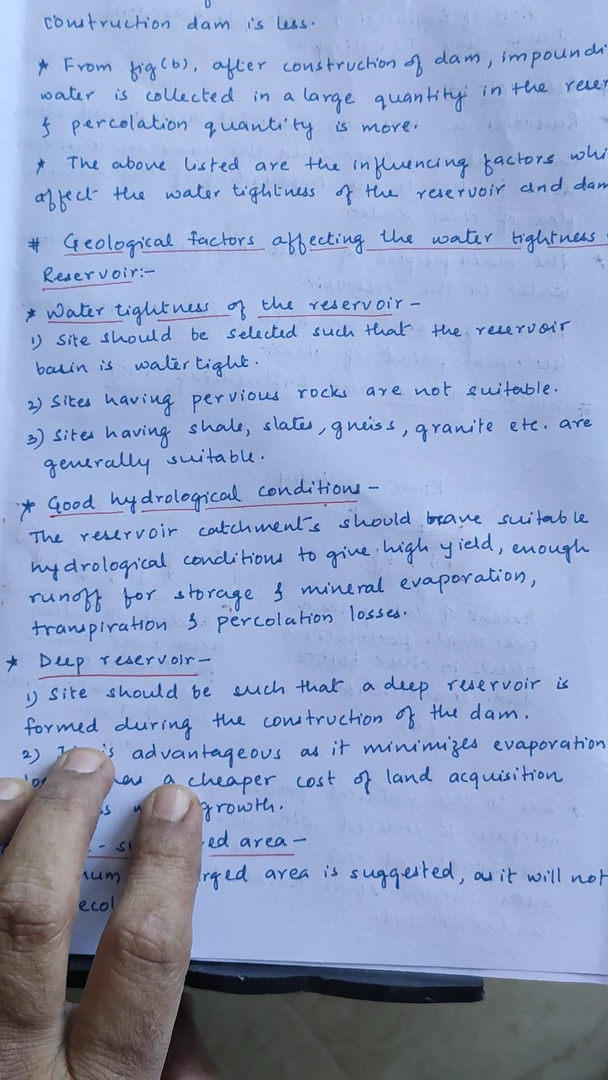 construction dam is less.
* From fig(b), after construction of dam, impoundi
water is collected in a large quantity in the reser
& percolation quantity is more.
* The above listed are the influencing factors whi
affect the water tightness of the reservoir and dam
# Geological factors affecting the water tightness
Reservoir:-
* Water tightness of the reservoir -
1) Site should be selected such that the reservoir
basin is watertight.
2) Sites having pervious rocks are not suitable.
3) Sites having shale, slates, gneiss, granite etc. are
generally suitable.
* Good hydrological conditions -
The reservoir catchments should have suitable
hydrological conditions to give high yield, enough
runoff for storage & mineral evaporation,
transpiration & percolation losses.
* Deep reservoir -
1) Site should be such that a deep reservoir is
formed during the construction of the dam.
2) It is advantageous as it minimizes evaporation
a cheaper cost of land acquisition
growth.
ed area -
rged area is suggested, as it will not
ecol